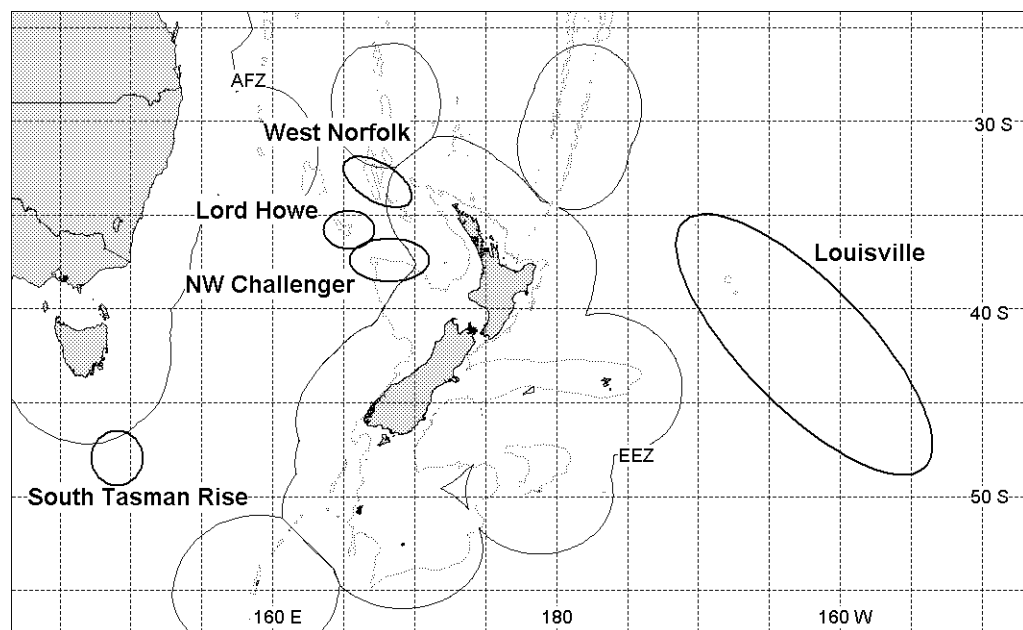 AFZ
30 S
West Norfolk
Lord Howe
Louisville
NW Challenger
40 S
EEZ
South Tasman Rise
50 S
160 E
180
160 W